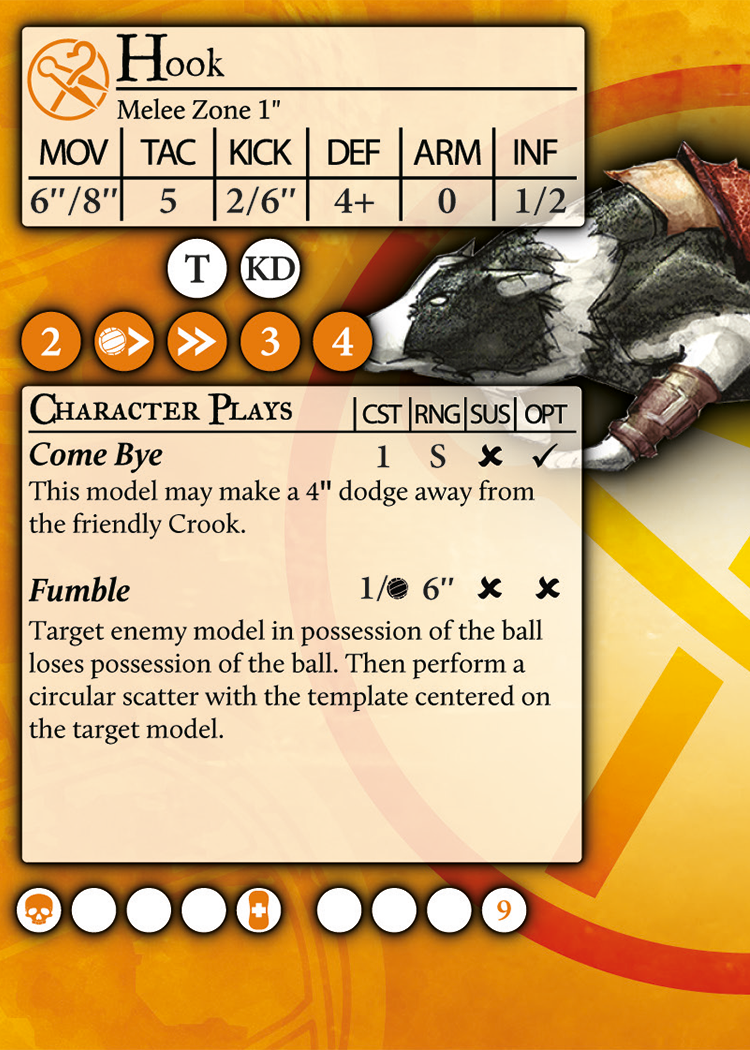 Hook
Melee Zone 1"
MOV TAC KICK DEF ARM INF
6"/8" 5 2/6" 4+ 0 1/2
T KD
2 > >> 3 4
Character Plays CST RNG SUS OPT
Come Bye 1 S ✘ ✓
This model may make a 4" dodge away from
the friendly Crook.
Fumble 1/ 6" ✘ ✘
Target enemy model in possession of the ball
loses possession of the ball. Then perform a
circular scatter with the template centered on
the target model.
9